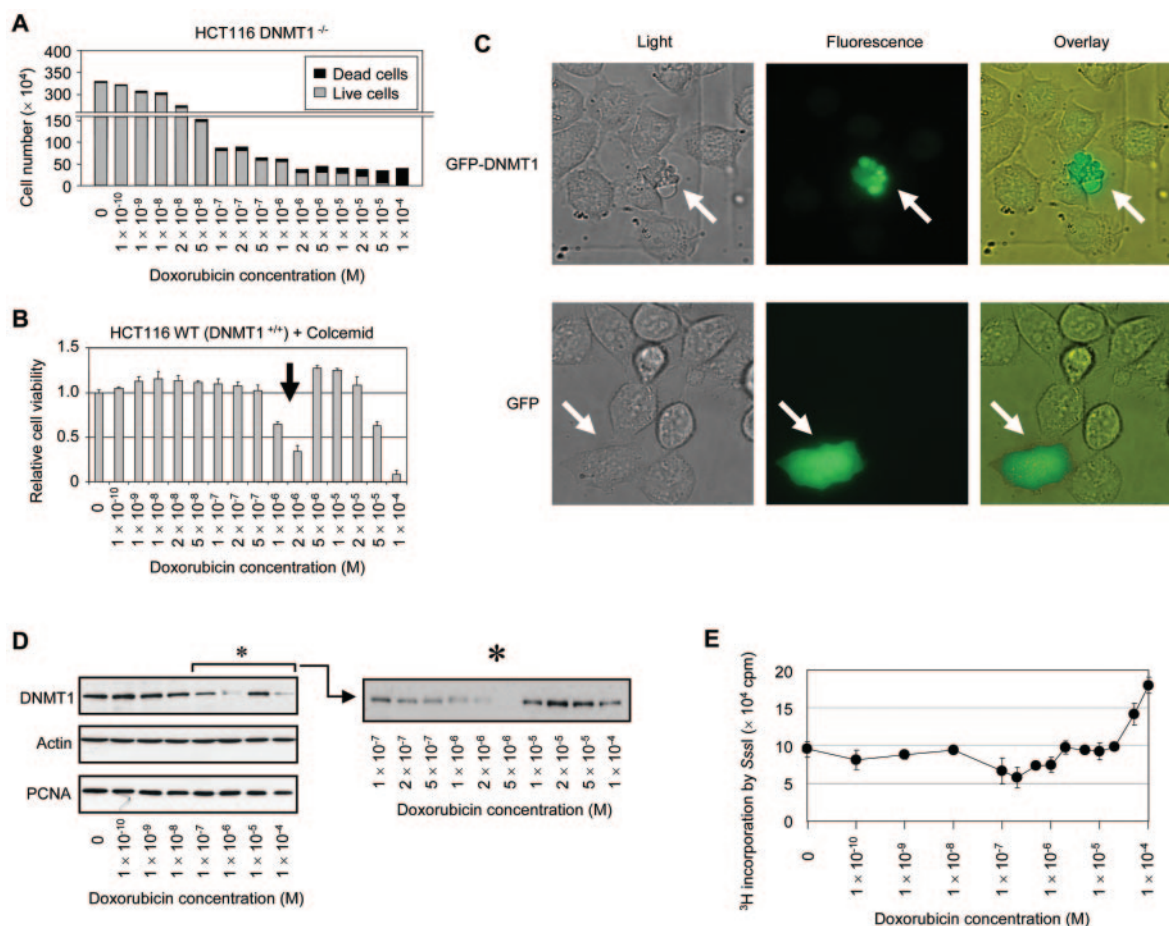 A
HCT116 DNMT1 -/-
Cell number (× 10⁴)
400
300
200
150
100
50
0
Dead cells
Live cells
0
1 × 10⁻¹⁰
1 × 10⁻⁹
1 × 10⁻⁸
2 × 10⁻⁸
5 × 10⁻⁸
1 × 10⁻⁷
2 × 10⁻⁷
5 × 10⁻⁷
1 × 10⁻⁶
2 × 10⁻⁶
5 × 10⁻⁶
1 × 10⁻⁵
2 × 10⁻⁵
5 × 10⁻⁵
1 × 10⁻⁴
Doxorubicin concentration (M)
B
HCT116 WT (DNMT1 +/+) + Colcemid
Relative cell viability
1.5
1.0
0.5
0
0
1 × 10⁻¹⁰
1 × 10⁻⁹
1 × 10⁻⁸
2 × 10⁻⁸
5 × 10⁻⁸
1 × 10⁻⁷
2 × 10⁻⁷
5 × 10⁻⁷
1 × 10⁻⁶
2 × 10⁻⁶
5 × 10⁻⁶
1 × 10⁻⁵
2 × 10⁻⁵
5 × 10⁻⁵
1 × 10⁻⁴
Doxorubicin concentration (M)
C
Light Fluorescence Overlay
GFP-DNMT1
GFP
D
*
DNMT1
Actin
PCNA
0
1 × 10⁻¹⁰
1 × 10⁻⁹
1 × 10⁻⁸
1 × 10⁻⁷
1 × 10⁻⁶
1 × 10⁻⁵
1 × 10⁻⁴
Doxorubicin concentration (M)
*
1 × 10⁻⁷
2 × 10⁻⁷
5 × 10⁻⁷
1 × 10⁻⁶
2 × 10⁻⁶
5 × 10⁻⁶
1 × 10⁻⁵
2 × 10⁻⁵
5 × 10⁻⁵
1 × 10⁻⁴
Doxorubicin concentration (M)
E
³H incorporation by SssI (× 10⁴ cpm)
20
15
10
5
0
0
1 × 10⁻¹⁰
1 × 10⁻⁹
1 × 10⁻⁸
1 × 10⁻⁷
1 × 10⁻⁶
1 × 10⁻⁵
1 × 10⁻⁴
Doxorubicin concentration (M)